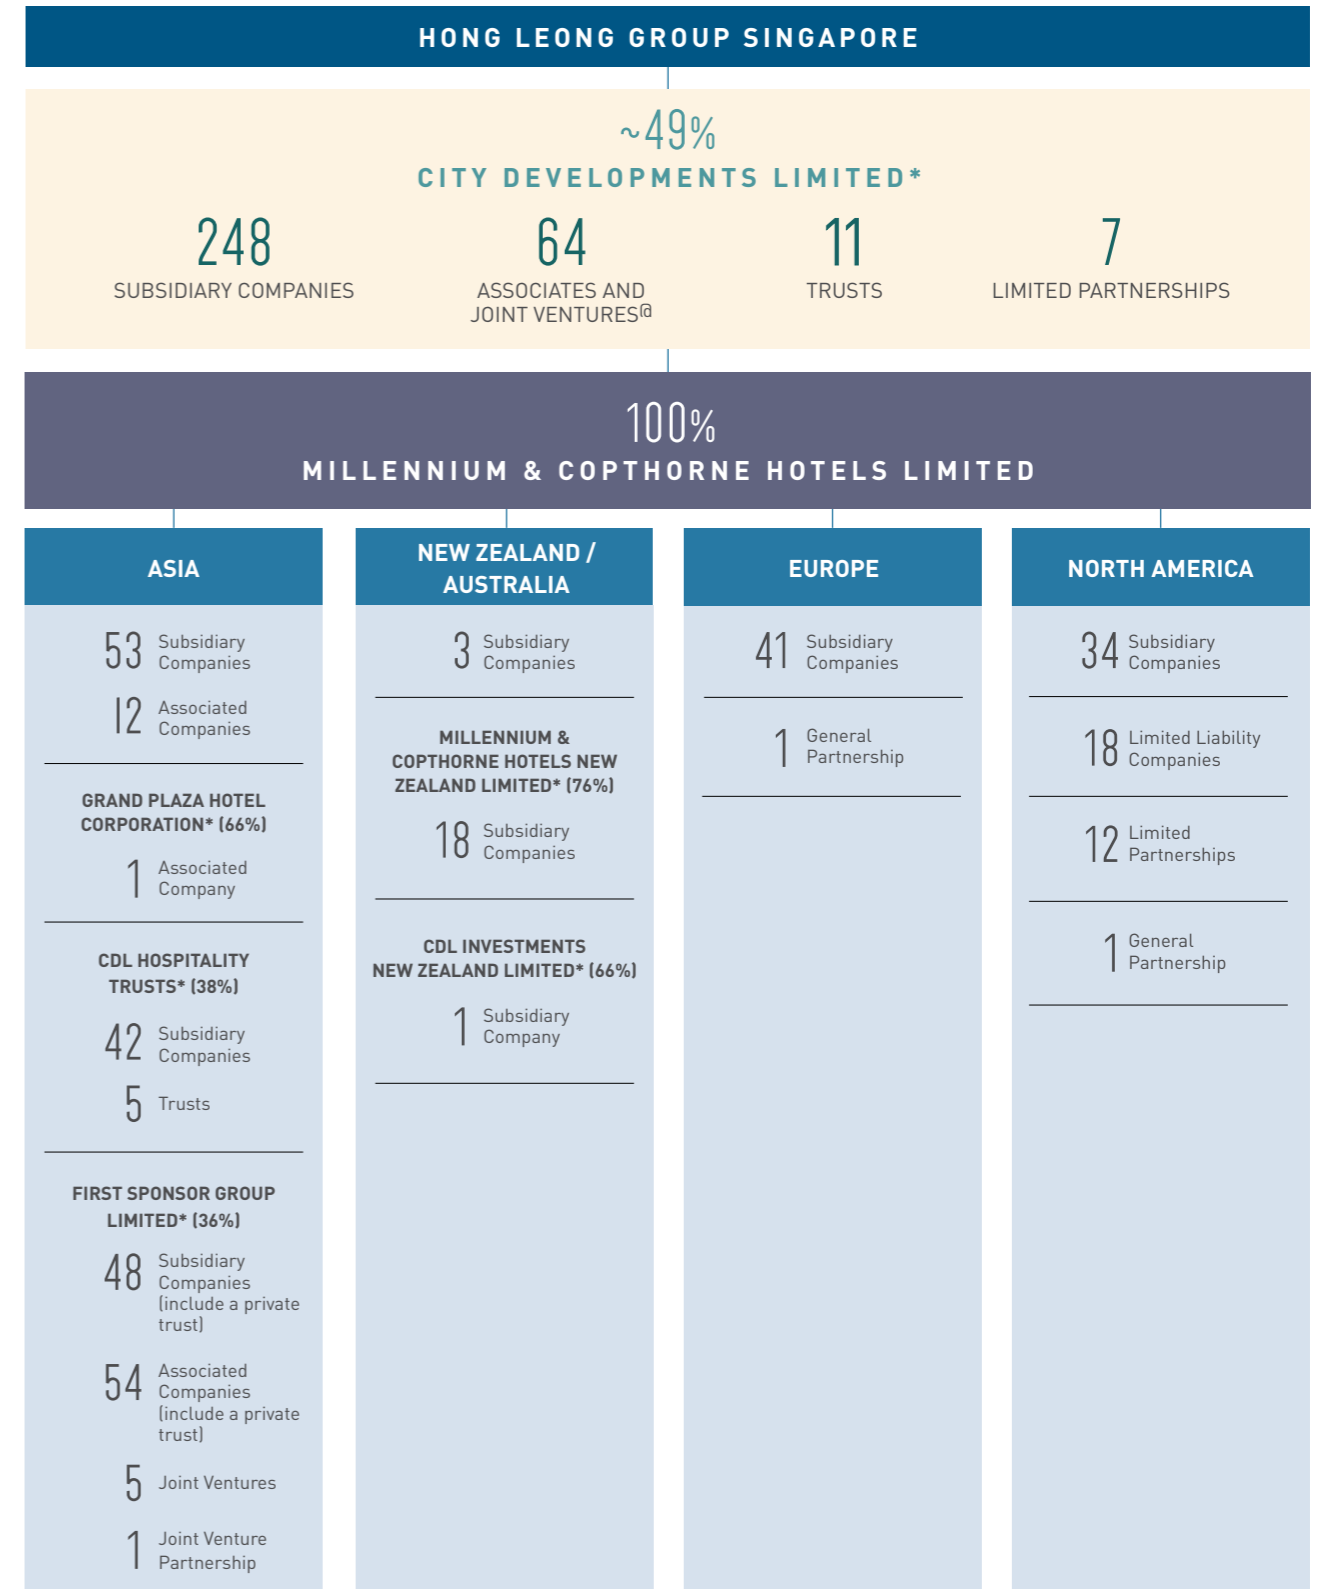 HONG LEONG GROUP SINGAPORE
~49%
CITY DEVELOPMENTS LIMITED*
248
SUBSIDIARY COMPANIES
64
ASSOCIATES AND
JOINT VENTURES@
11
TRUSTS
7
LIMITED PARTNERSHIPS
100%
MILLENNIUM & COPTHORNE HOTELS LIMITED
ASIA
53 Subsidiary
Companies
12 Associated
Companies
GRAND PLAZA HOTEL
CORPORATION* (66%)
1 Associated
Company
CDL HOSPITALITY
TRUSTS* (38%)
42 Subsidiary
Companies
5 Trusts
FIRST SPONSOR GROUP
LIMITED* (36%)
48 Subsidiary
Companies
(include a private
trust)
54 Associated
Companies
(include a private
trust)
5 Joint Ventures
1 Joint Venture
Partnership
NEW ZEALAND /
AUSTRALIA
3 Subsidiary
Companies
MILLENNIUM &
COPTHORNE HOTELS NEW
ZEALAND LIMITED* (76%)
18 Subsidiary
Companies
CDL INVESTMENTS
NEW ZEALAND LIMITED* (66%)
1 Subsidiary
Company
EUROPE
41 Subsidiary
Companies
1 General
Partnership
NORTH AMERICA
34 Subsidiary
Companies
18 Limited Liability
Companies
12 Limited
Partnerships
1 General
Partnership